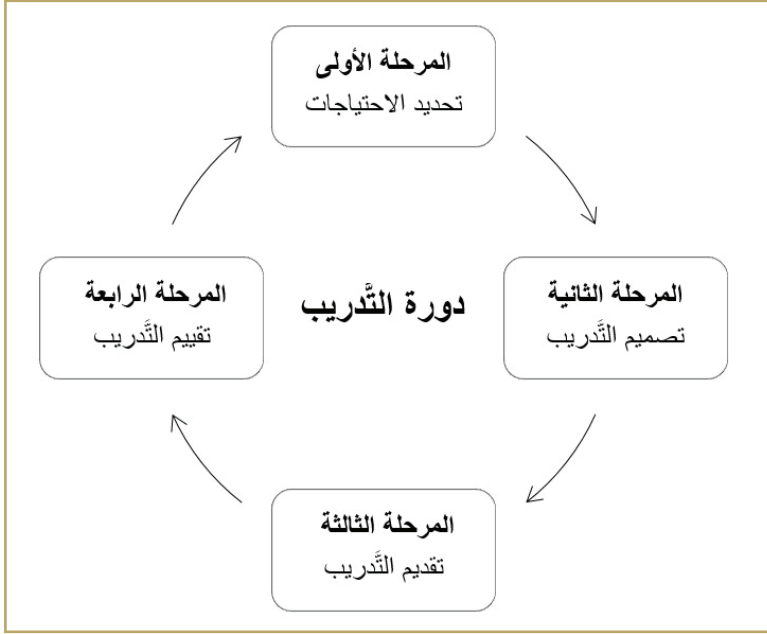 المرحلة الأولى
تحديد الاحتياجات
المرحلة الثانية
تصميم التَّدريب
دورة التَّدريب
المرحلة الرابعة
تقييم التَّدريب
المرحلة الثالثة
تقديم التَّدريب